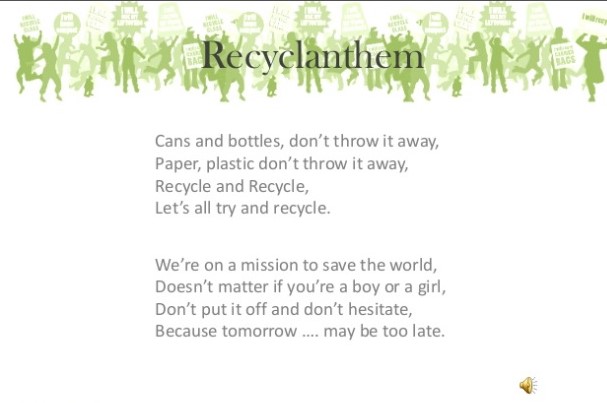 Recyclanthem
Cans and bottles, don't throw it away,
Paper, plastic don't throw it away,
Recycle and Recycle,
Let's all try and recycle.
We're on a mission to save the world,
Doesn't matter if you're a boy or a girl,
Don't put it off and don't hesitate,
Because tomorrow .... may be too late.